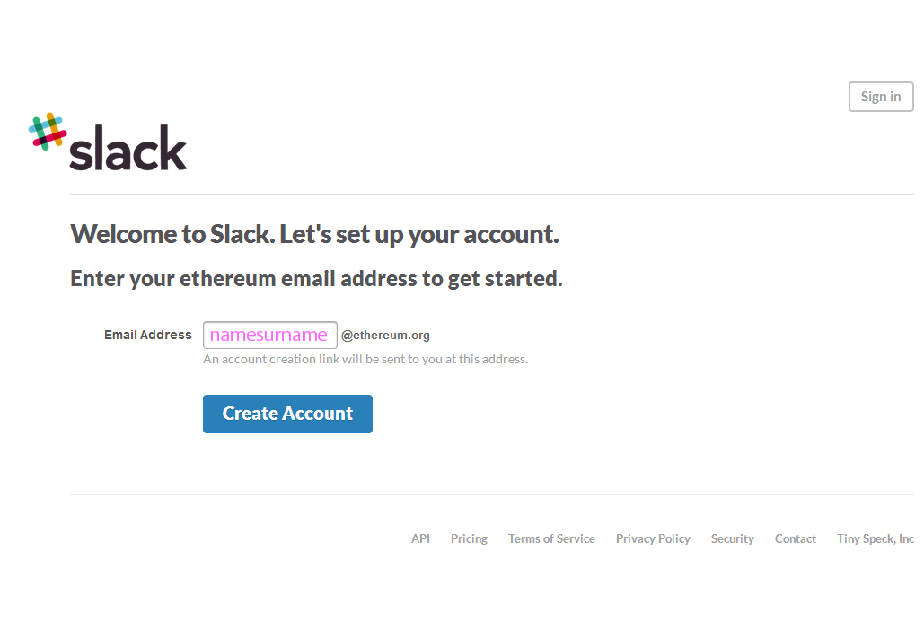 Sign in
slack
Welcome to Slack. Let's set up your account.
Enter your ethereum email address to get started.
Email Address namesurname @ethereum.org
An account creation link will be sent to you at this address.
Create Account
API Pricing Terms of Service Privacy Policy Security Contact Tiny Speck, Inc